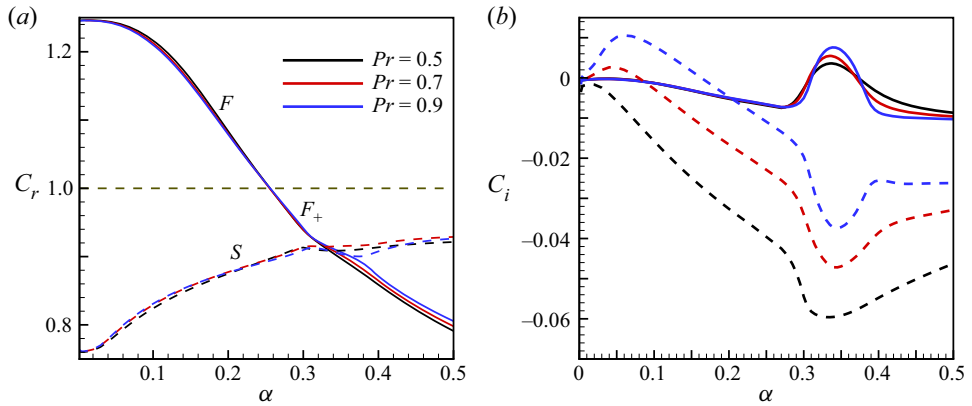 (a)
1.2
C_r
1.0
0.8
F
F_+
S
Pr = 0.5
Pr = 0.7
Pr = 0.9
0.1 0.2 0.3 0.4 0.5
α
(b)
0
C_i
–0.02
–0.04
–0.06
0 0.1 0.2 0.3 0.4 0.5
α